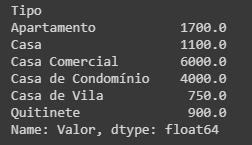 Tipo
Apartamento 1700.0
Casa 1100.0
Casa Comercial 6000.0
Casa de Condomínio 4000.0
Casa de Vila 750.0
Quitinete 900.0
Name: Valor, dtype: float64